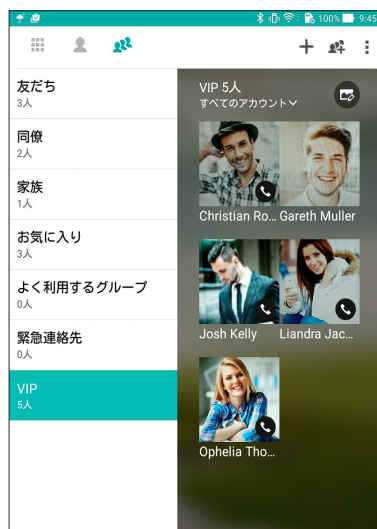 100% 9:45
友だち
3人
同僚
2人
家族
1人
お気に入り
3人
よく利用するグループ
0人
緊急連絡先
0人
VIP
5人
VIP 5人
すべてのアカウント
Christian Ro... Gareth Muller
Josh Kelly Liandra Jac...
Ophelia Tho...